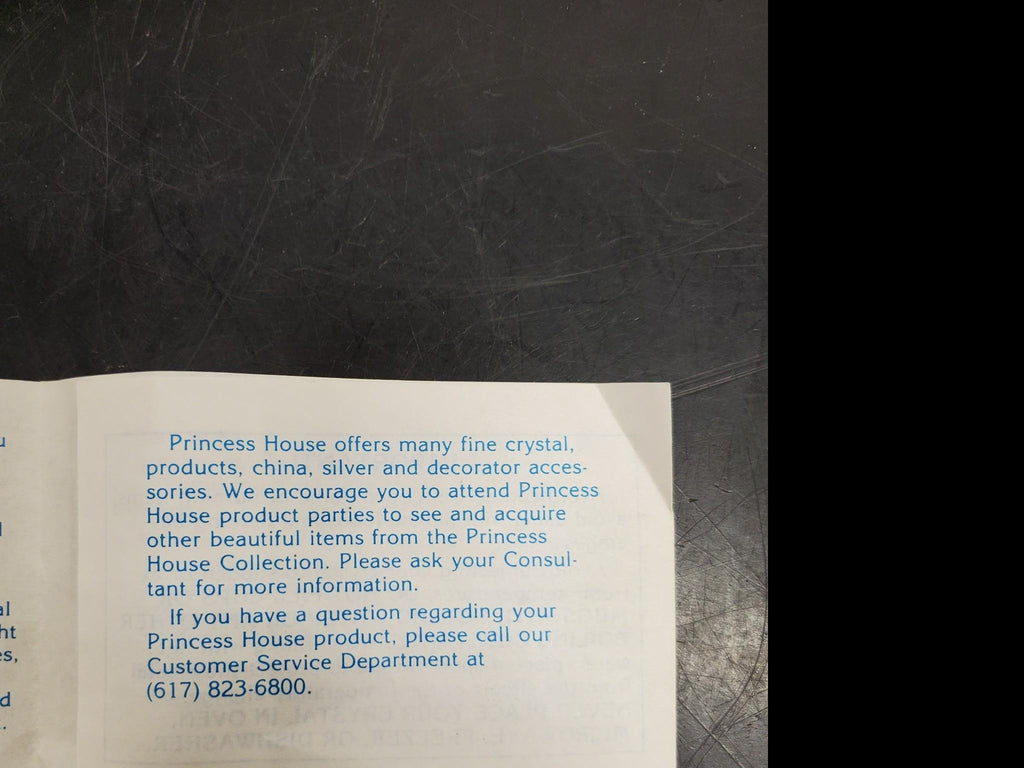 Princess House offers many fine crystal,
products, china, silver and decorator acces-
sories. We encourage you to attend Princess
House product parties to see and acquire
other beautiful items from the Princess
House Collection. Please ask your Consul-
tant for more information.
If you have a question regarding your
Princess House product, please call our
Customer Service Department at
(617) 823-6800.